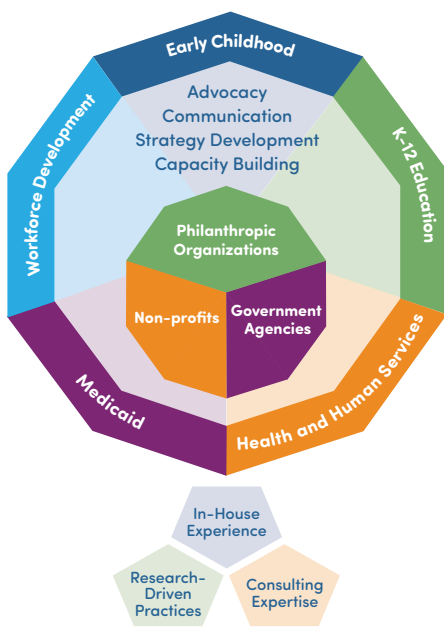 Early Childhood
Advocacy
Communication
Strategy Development
Capacity Building
Workforce Development
K-12 Education
Philanthropic
Organizations
Non-profits
Government
Agencies
Medicaid
Health and Human Services
In-House
Experience
Research-
Driven
Practices
Consulting
Expertise